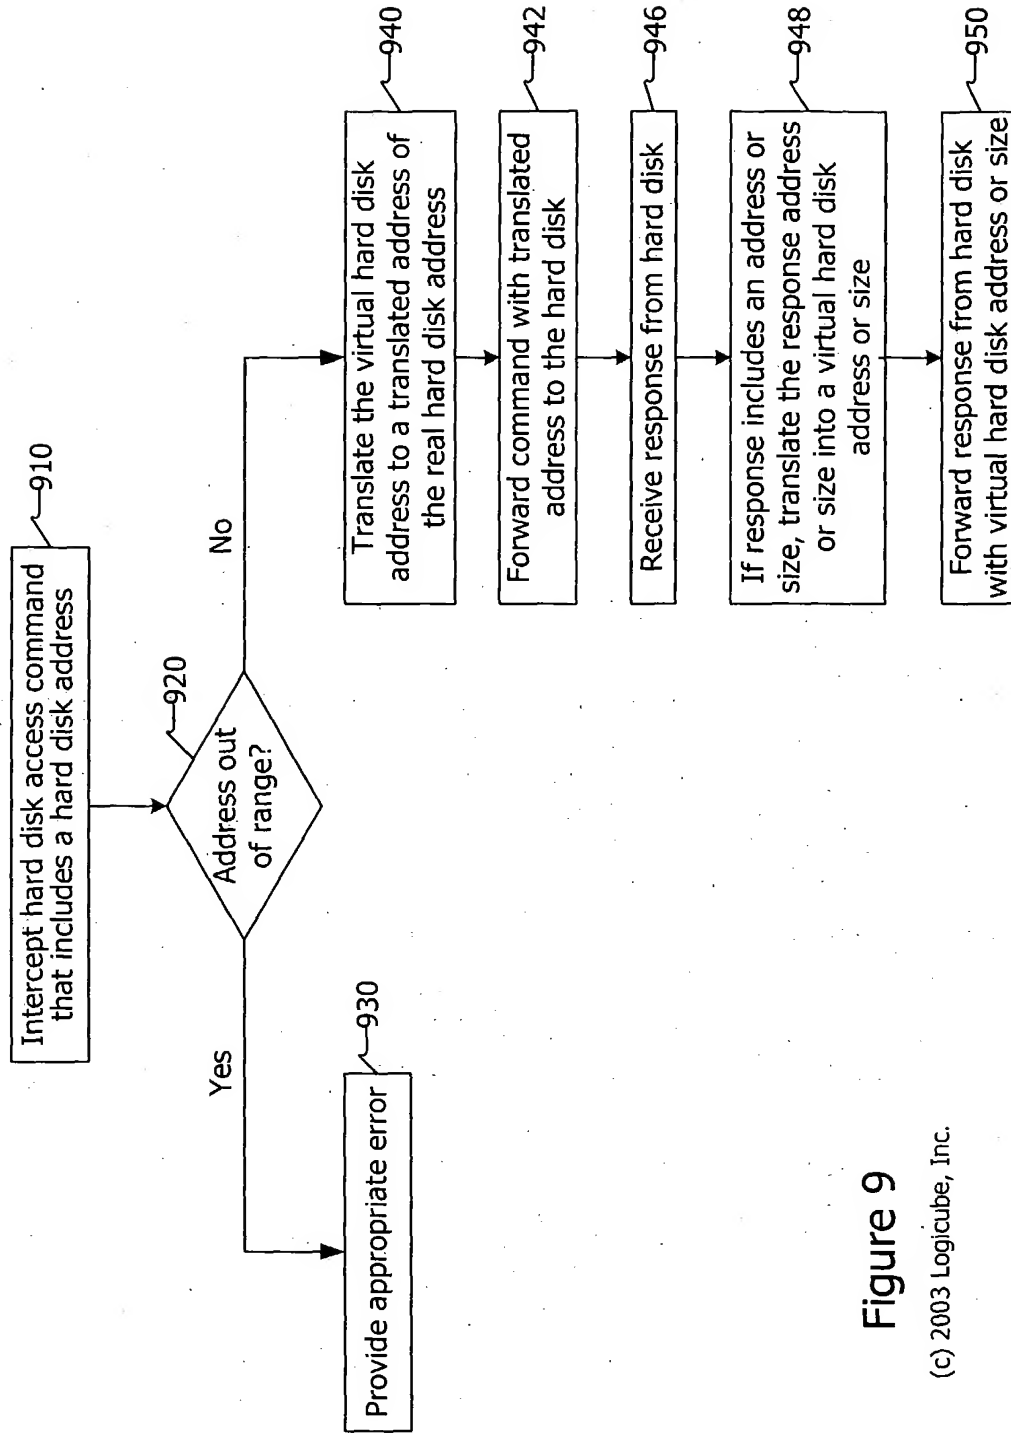 Intercept hard disk access command
that includes a hard disk address
910
Address out
of range?
920
Yes
No
Provide appropriate error
930
Translate the virtual hard disk
address to a translated address of
the real hard disk address
940
Forward command with translated
address to the hard disk
942
Receive response from hard disk
946
If response includes an address or
size, translate the response address
or size into a virtual hard disk
address or size
948
Forward response from hard disk
with virtual hard disk address or size
950
Figure 9
(c) 2003 Logicube, Inc.